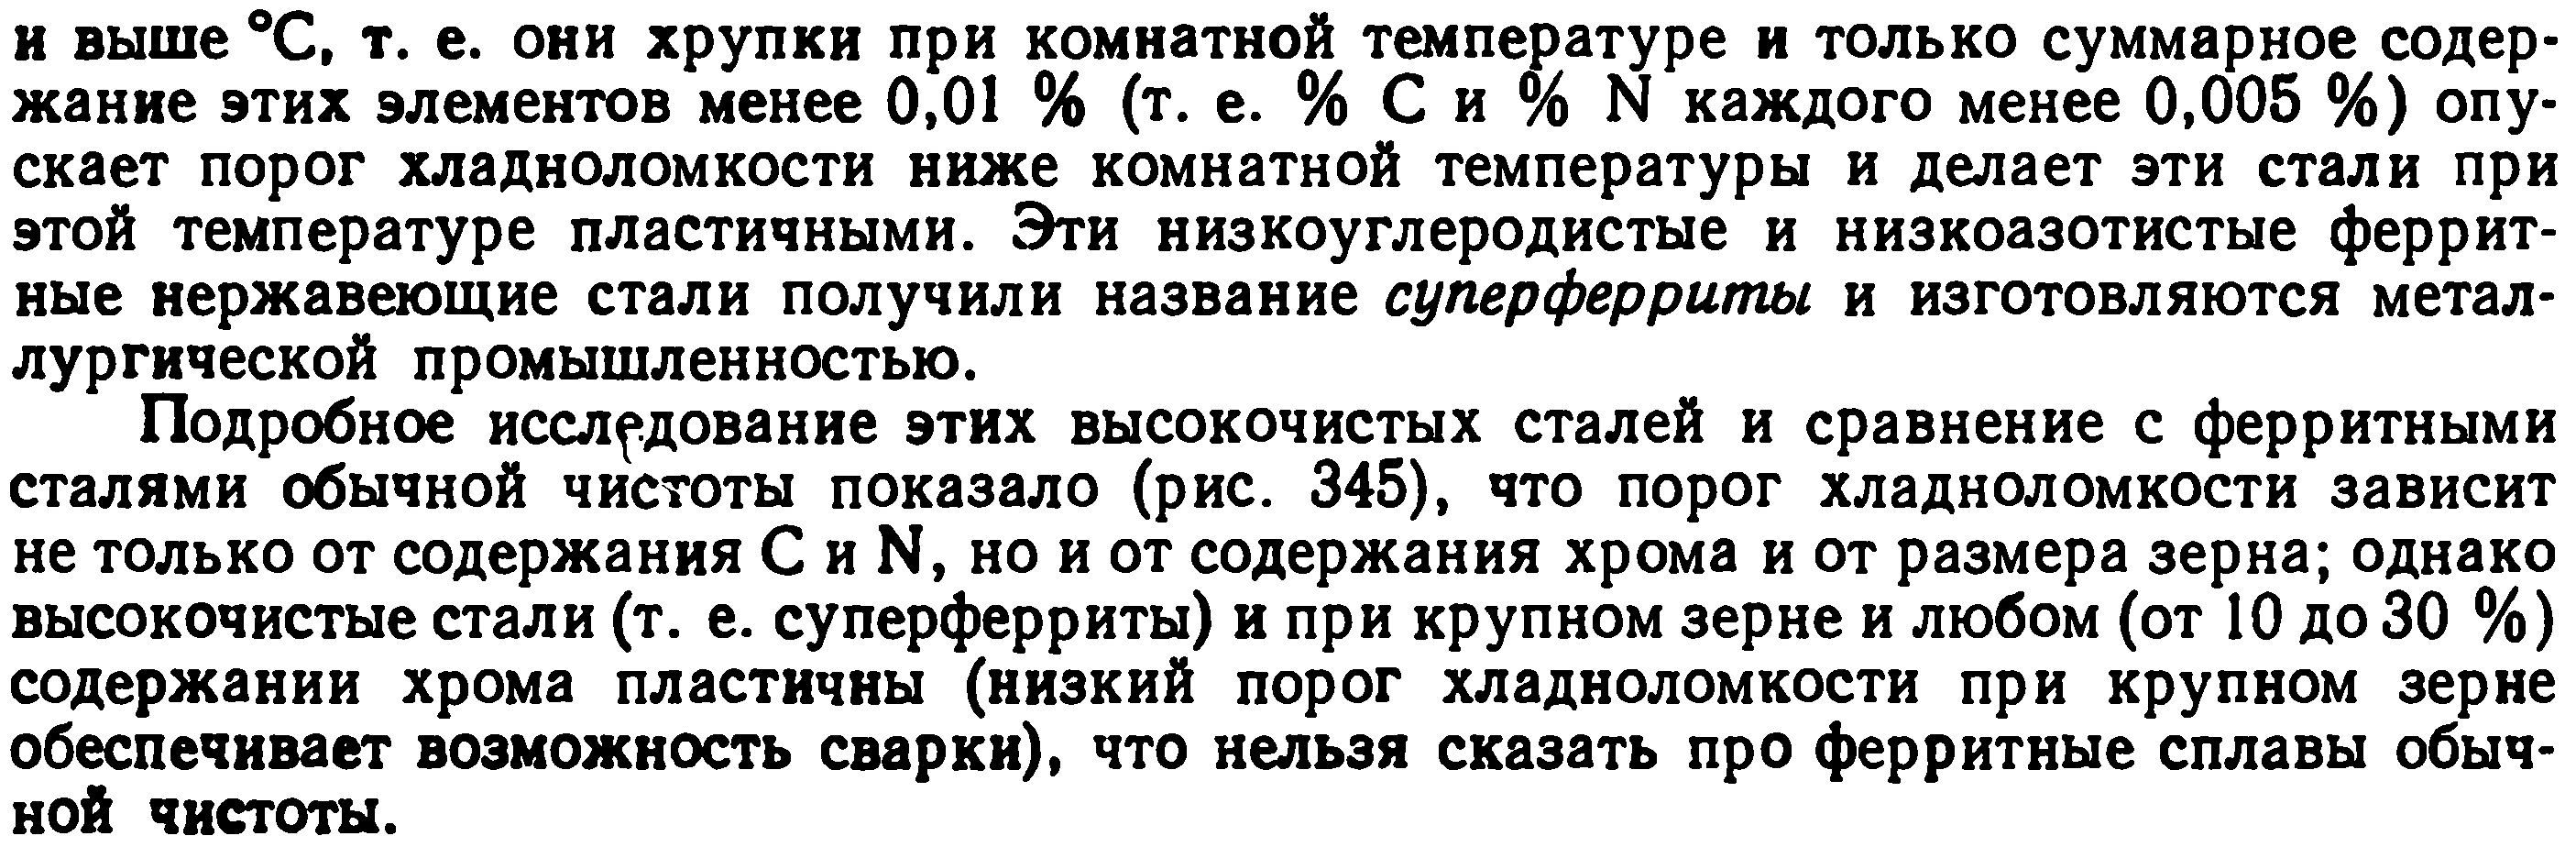 и выше °С, т. е. они хрупки при комнатной температуре и только суммарное содер-
жание этих элементов менее 0,01 % (т. е. % С и % N каждого менее 0,005 %) опу-
скает порог хладноломкости ниже комнатной температуры и делает эти стали при
этой температуре пластичными. Эти низкоуглеродистые и низкоазотистые феррит-
ные нержавеющие стали получили название суперферриты и изготовляются метал-
лургической промышленностью.
Подробное исследование этих высокочистых сталей и сравнение с ферритными
сталями обычной чистоты показало (рис. 345), что порог хладноломкости зависит
не только от содержания С и N, но и от содержания хрома и от размера зерна; однако
высокочистые стали (т. е. суперферриты) и при крупном зерне и любом (от 10 до 30 %)
содержании хрома пластичны (низкий порог хладноломкости при крупном зерне
обеспечивает возможность сварки), что нельзя сказать про ферритные сплавы обыч-
ной чистоты.